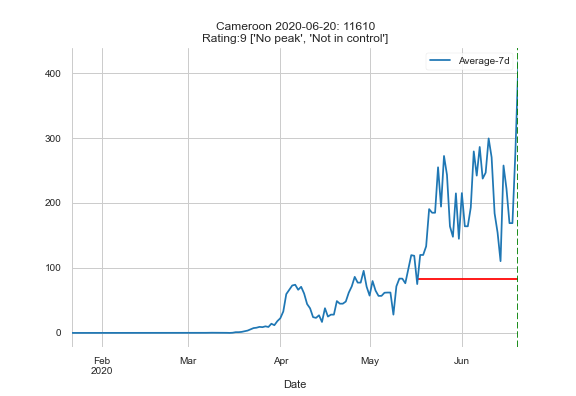 Cameroon 2020-06-20: 11610
Rating:9 ['No peak', 'Not in control']
Average-7d
400
300
200
100
0
Feb
2020
Mar
Apr
May
Jun
Date